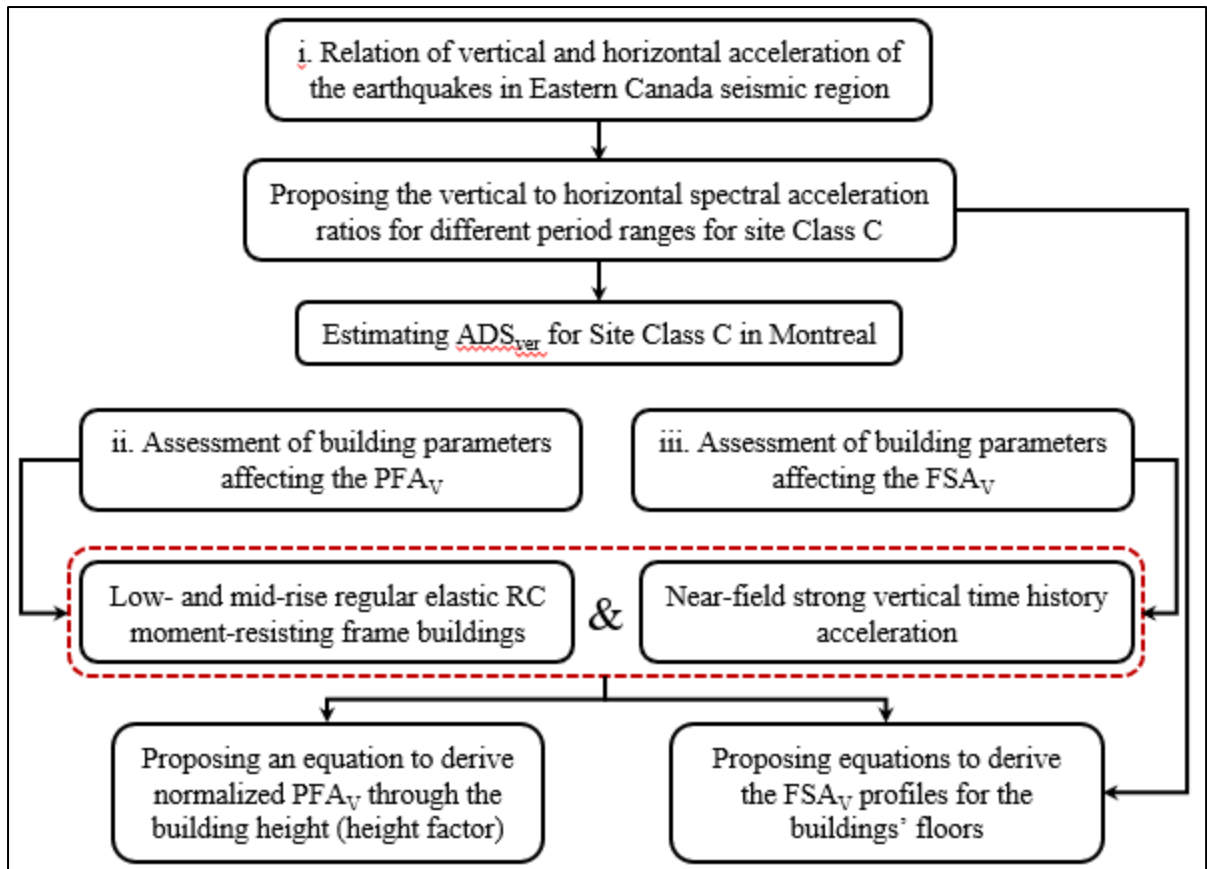 i. Relation of vertical and horizontal acceleration of
the earthquakes in Eastern Canada seismic region
Proposing the vertical to horizontal spectral acceleration
ratios for different period ranges for site Class C
Estimating ADSver for Site Class C in Montreal
ii. Assessment of building parameters
affecting the PFAV
iii. Assessment of building parameters
affecting the FSAV
Low- and mid-rise regular elastic RC
moment-resisting frame buildings
&
Near-field strong vertical time history
acceleration
Proposing an equation to derive
normalized PFAV through the
building height (height factor)
Proposing equations to derive
the FSAV profiles for the
buildings’ floors